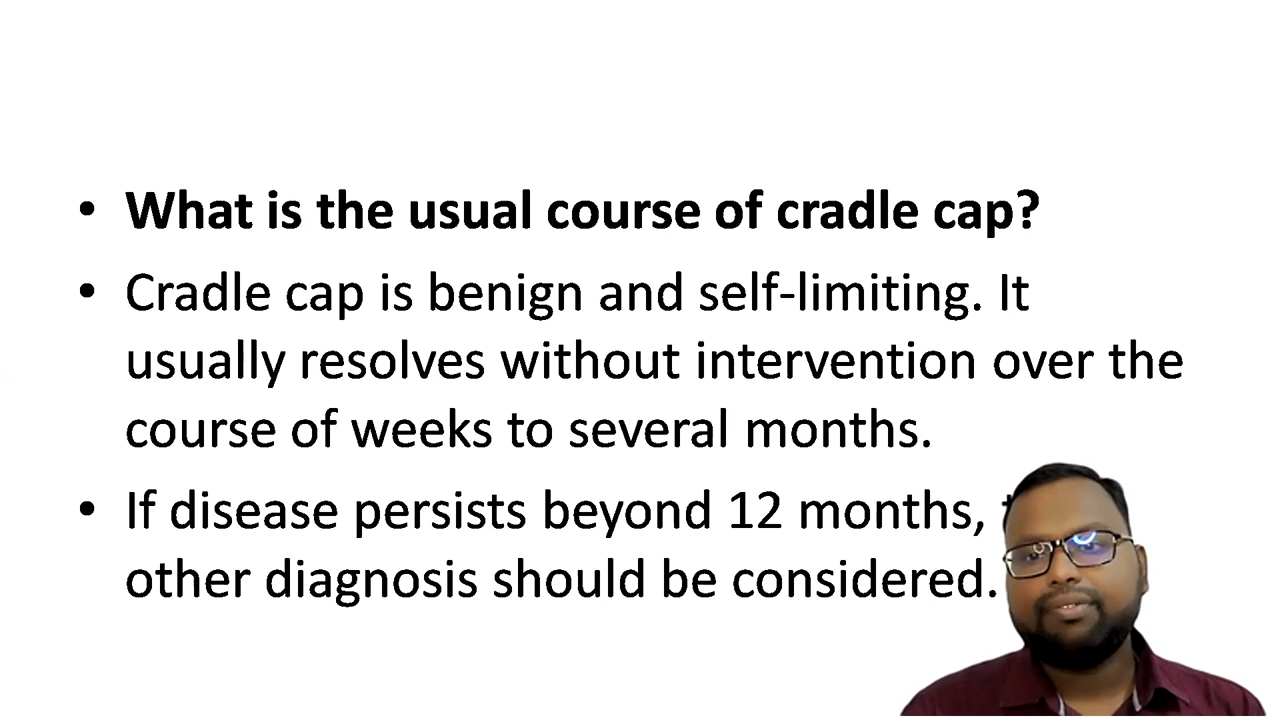 • What is the usual course of cradle cap?
• Cradle cap is benign and self-limiting. It
usually resolves without intervention over the
course of weeks to several months.
• If disease persists beyond 12 months,
other diagnosis should be considered.